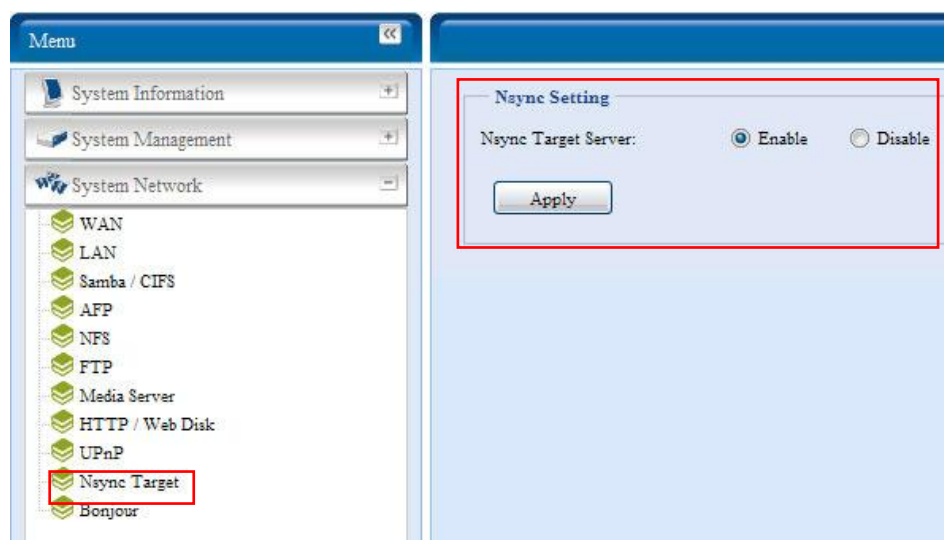 Menu
System Information
System Management
System Network
WAN
LAN
Samba / CIFS
AFP
NFS
FTP
Media Server
HTTP / Web Disk
UPnP
Nsync Target
Bonjour
Nsync Setting
Nsync Target Server: Enable Disable
Apply